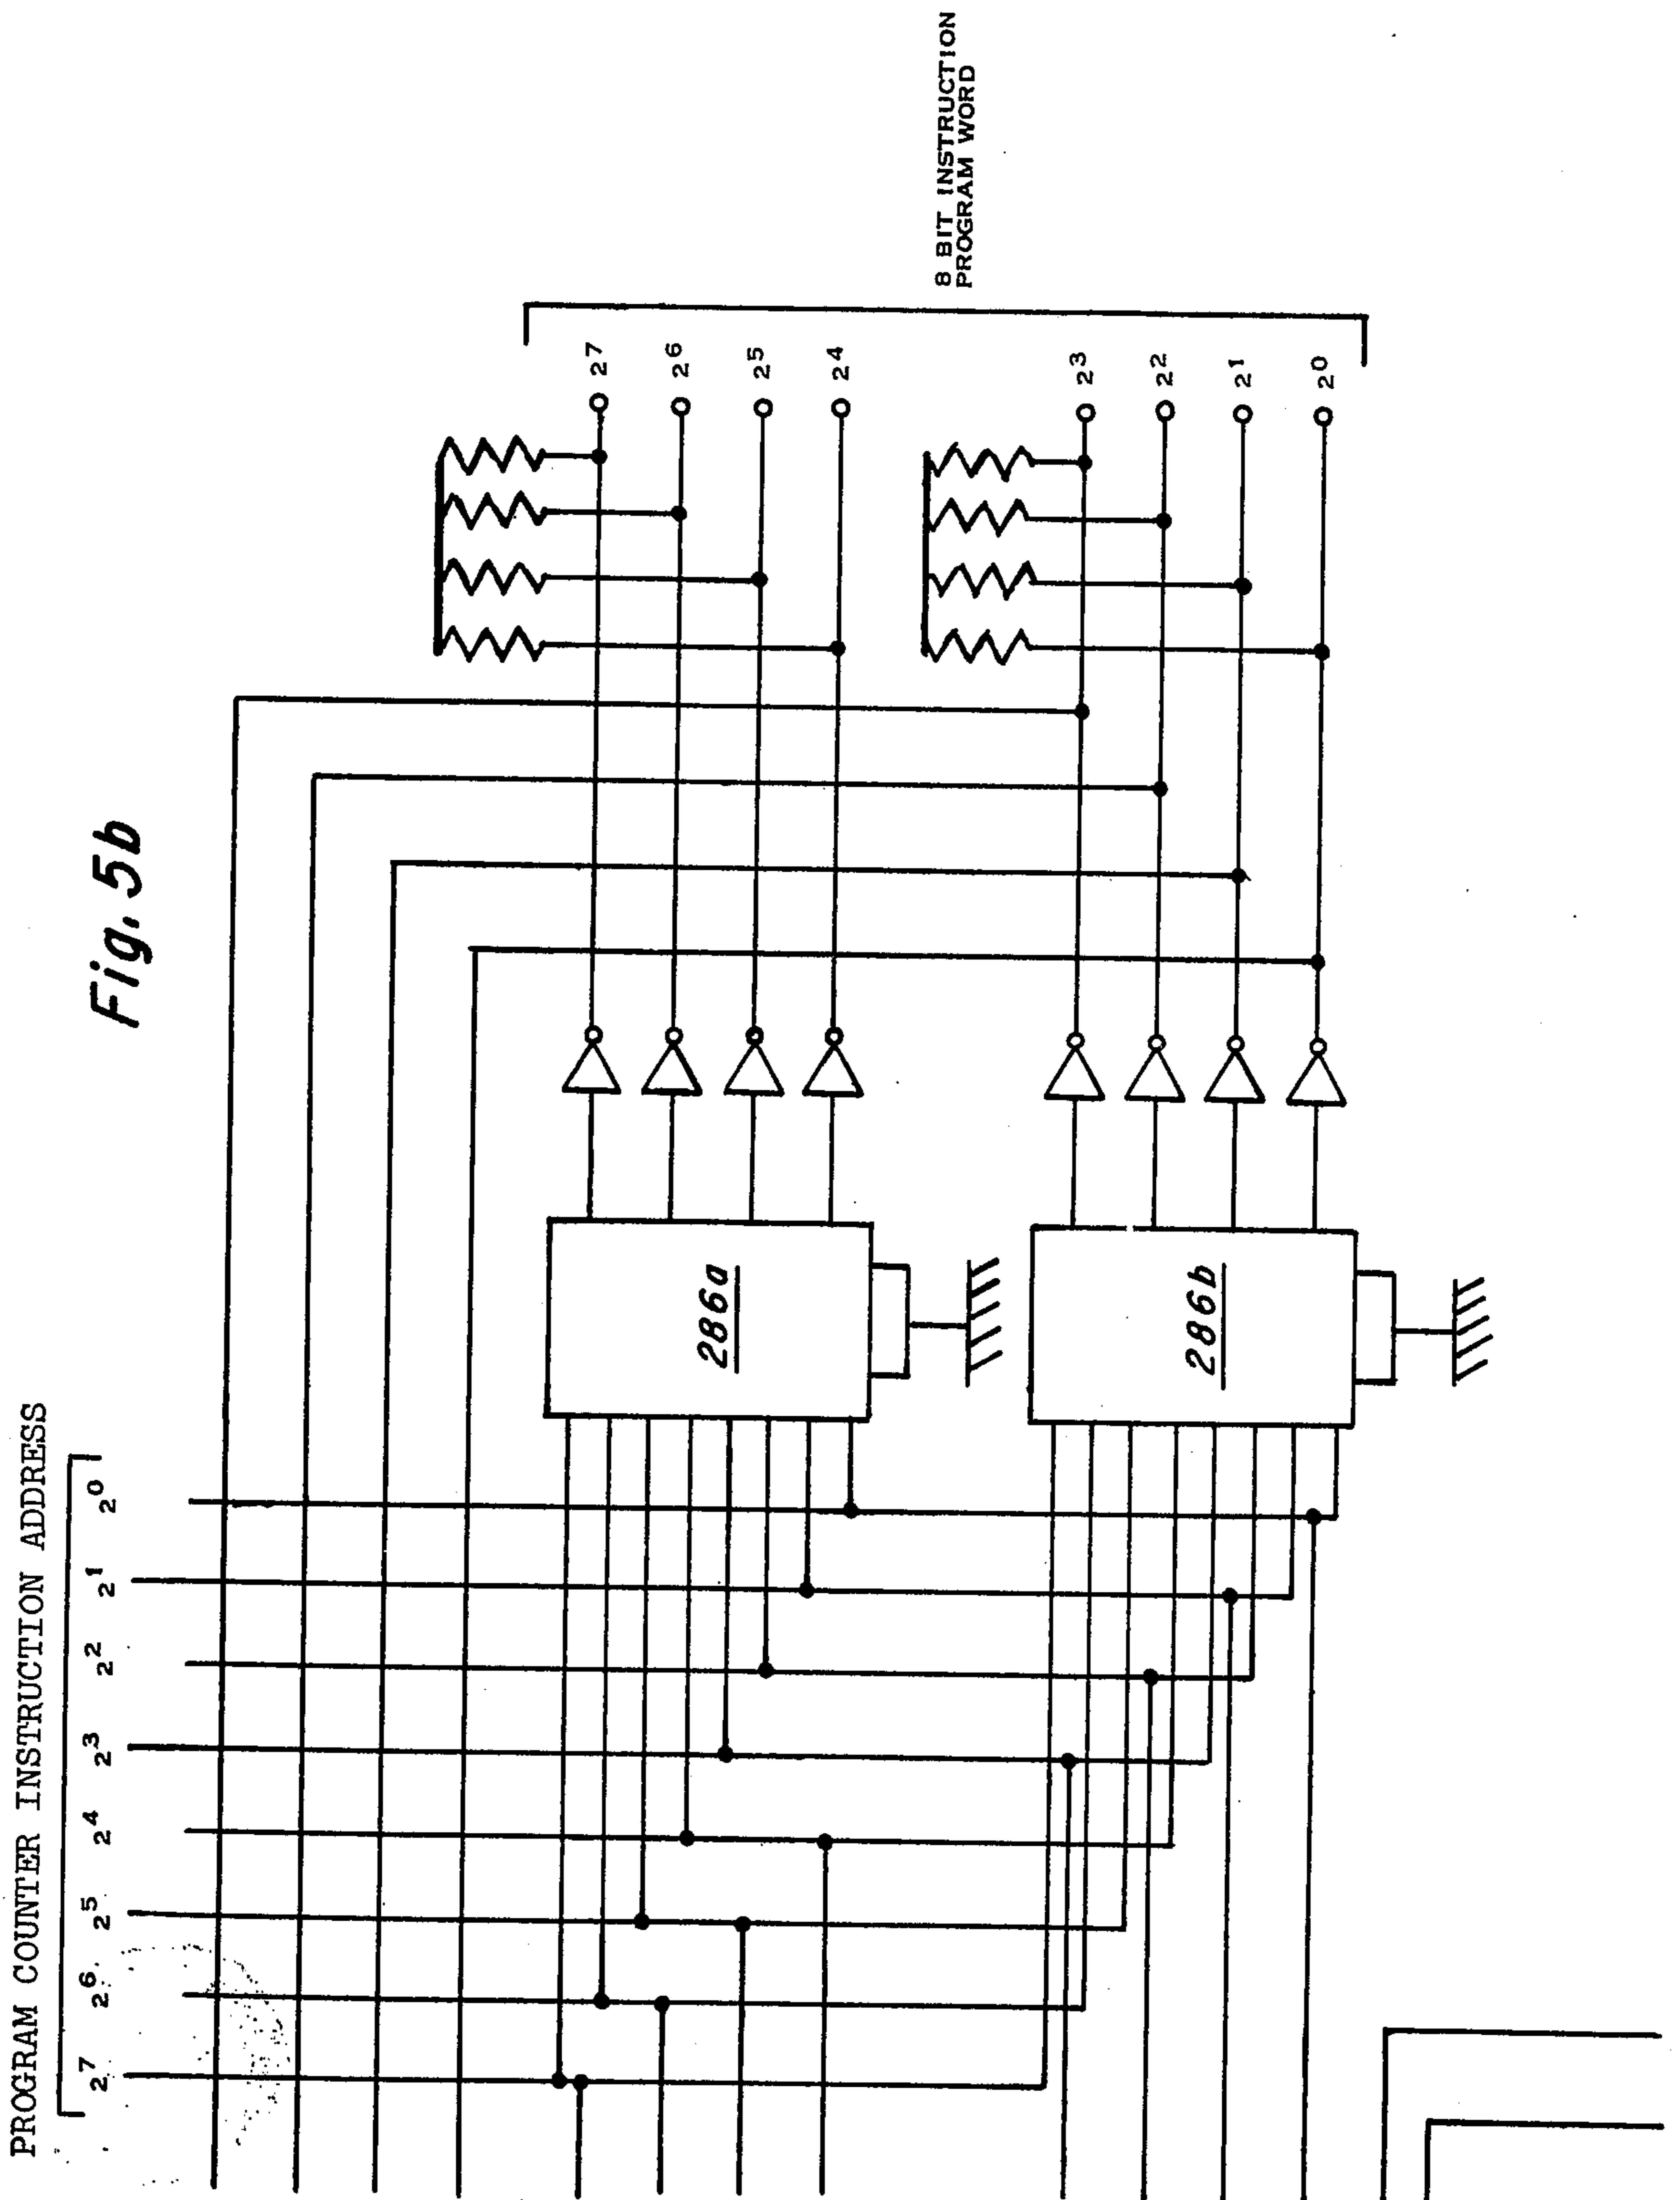 PROGRAM COUNTER INSTRUCTION ADDRESS
2⁷ 2⁶ 2⁵ 2⁴ 2³ 2² 2¹ 2⁰
Fig. 5b
286a
286b
2⁷
2⁶
2⁵
2⁴
2³
2²
2¹
2⁰
8 BIT INSTRUCTION
PROGRAM WORD